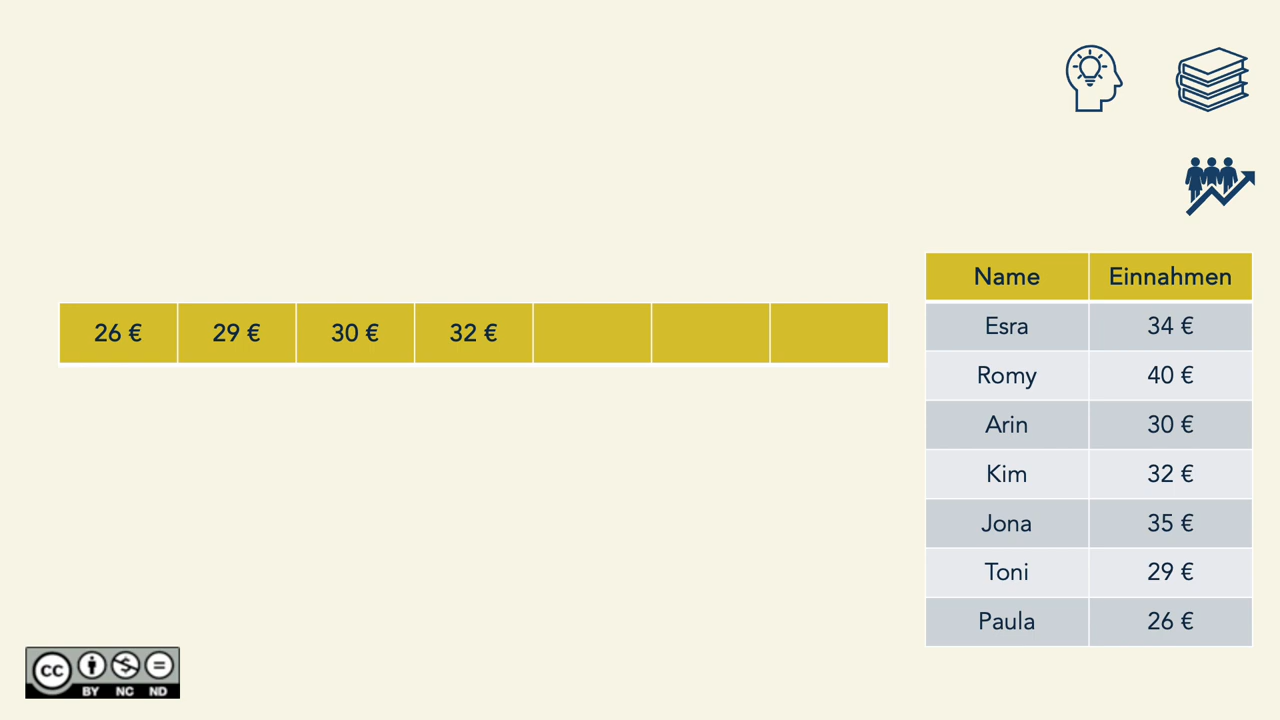 26 € 29 € 30 € 32 €
Name Einnahmen
Esra 34 €
Romy 40 €
Arin 30 €
Kim 32 €
Jona 35 €
Toni 29 €
Paula 26 €
CC BY NC ND